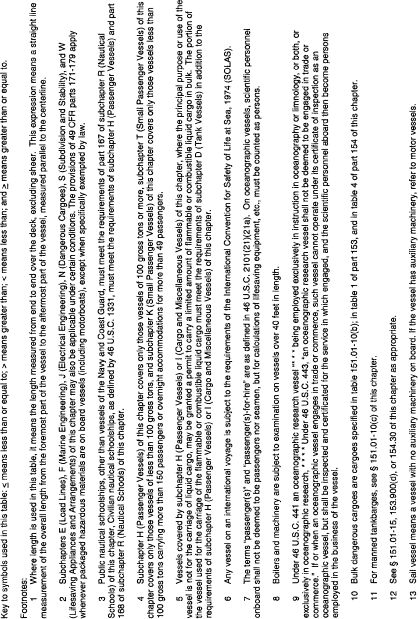 Key to symbols used in this table: ≤ means less than or equal to; > means greater than; < means less than; and ≥ means greater than or equal to.
Footnotes:
1 Where length is used in this table, it means the length measured from end to end over the deck, excluding sheer. This expression means a straight line
measurement of the overall length from the foremost part of the vessel to the aftermost part of the vessel, measured parallel to the centerline.
2 Subchapters E (Load Lines), F (Marine Engineering), J (Electrical Engineering), N (Dangerous Cargoes), S (Subdivision and Stability), and W
(Lifesaving Appliances and Arrangements) of this chapter may also be applicable under certain conditions. The provisions of 49 CFR parts 171-179 apply
whenever packaged hazardous materials are on board vessels (including motorboats), except when specifically exempted by law.
3 Public nautical schoolships, other than vessels of the Navy and Coast Guard, must meet the requirements of part 167 of subchapter R (Nautical
Schools) of this chapter. Civilian nautical schoolships, as defined by 46 U.S.C. 1331, must meet the requirements of subchapter H (Passenger Vessels) and part
168 of subchapter R (Nautical Schools) of this chapter.
4 Subchapter H (Passenger Vessels) of this chapter covers only those vessels of 100 gross tons or more, subchapter T (Small Passenger Vessels) of this
chapter covers only those vessels of less than 100 gross tons, and subchapter K (Small Passenger Vessels) of this chapter covers only those vessels less than
100 gross tons carrying more than 150 passengers or overnight accommodations for more than 49 passengers.
5 Vessels covered by subchapter H (Passenger Vessels) or I (Cargo and Miscellaneous Vessels) of this chapter, where the principal purpose or use of the
vessel is not for the carriage of liquid cargo, may be granted a permit to carry a limited amount of flammable or combustible liquid cargo in bulk. The portion of
the vessel used for the carriage of the flammable or combustible liquid cargo must meet the requirements of subchapter D (Tank Vessels) in addition to the
requirements of subchapter H (Passenger Vessels) or I (Cargo and Miscellaneous Vessels) of this chapter.
6 Any vessel on an international voyage is subject to the requirements of the International Convention for Safety of Life at Sea, 1974 (SOLAS).
7 The terms "passenger(s)" and "passenger(s)-for-hire" are as defined in 46 U.S.C. 2101(21)(21a). On oceanographic vessels, scientific personnel
onboard shall not be deemed to be passengers nor seamen, but for calculations of lifesaving equipment, etc., must be counted as persons.
8 Boilers and machinery are subject to examination on vessels over 40 feet in length.
9 Under 46 U.S.C. 441 an oceanographic research vessel "* * * being employed exclusively in instruction in oceanography or limnology, or both, or
exclusively in oceanographic research, * * *" Under 46 U.S.C. 443, "an oceanographic research vessel shall not be deemed to be engaged in trade or
commerce." If or when an oceanographic vessel engages in trade or commerce, such vessel cannot operate under its certificate of inspection as an
oceanographic vessel, but shall be inspected and certificated for the service in which engaged, and the scientific personnel aboard then become persons
employed in the business of the vessel.
10 Bulk dangerous cargoes are cargoes specified in table 151.01-10(b); in table 1 of part 153, and in table 4 of part 154 of this chapter.
11 For manned tankbarges, see § 151.01-10(c) of this chapter.
12 See § 151.01-15, 153.900(d), or 154.30 of this chapter as appropriate.
13 Sail vessel means a vessel with no auxiliary machinery on board. If the vessel has auxiliary machinery, refer to motor vessels.